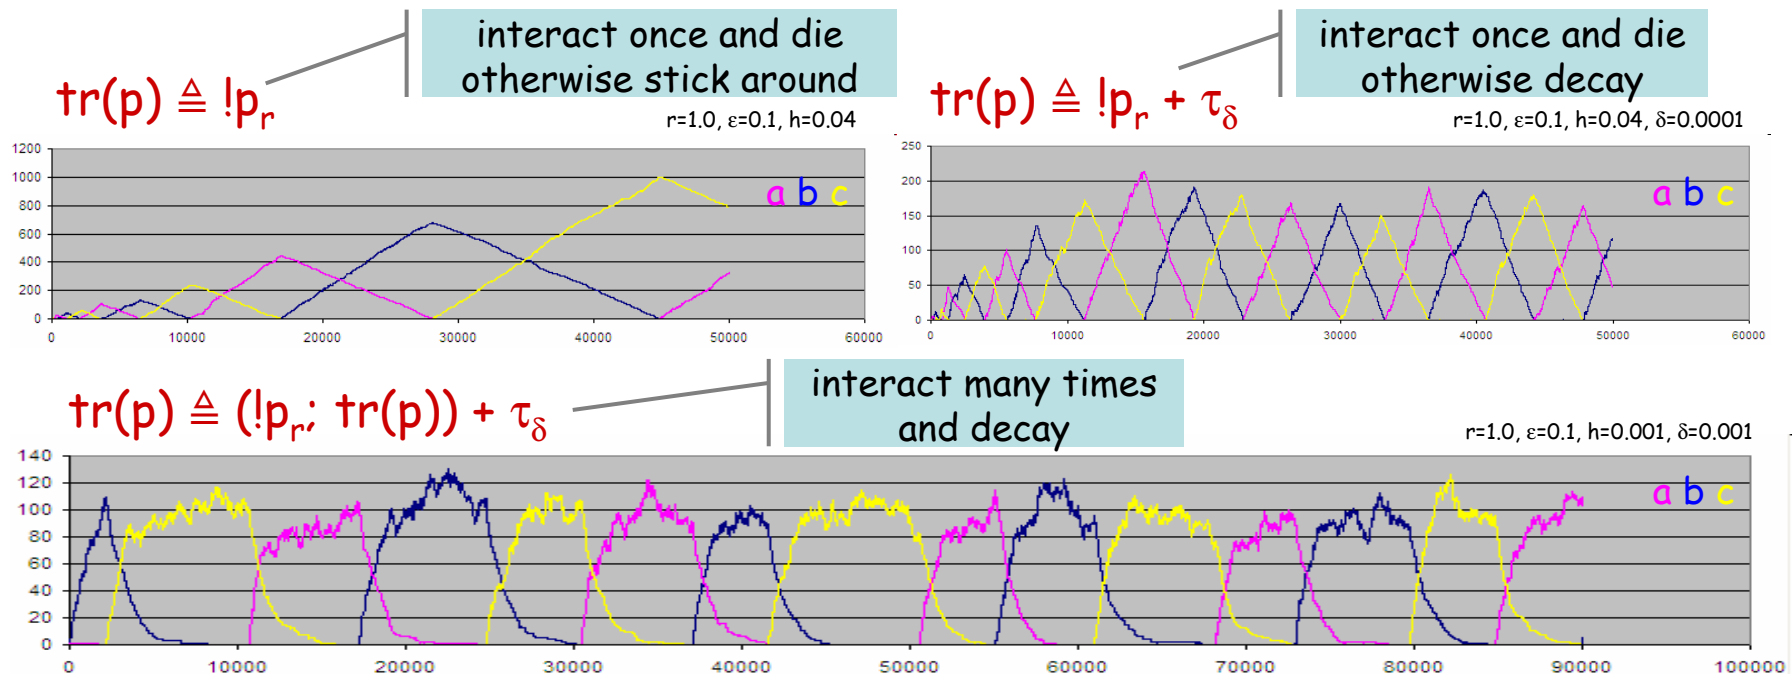 interact once and die
otherwise stick around
tr(p) ≜ !pᵣ
r=1.0, ε=0.1, h=0.04
1200
1000
800
600
400
200
0
a b c
0 10000 20000 30000 40000 50000 60000
interact once and die
otherwise decay
tr(p) ≜ !pᵣ + τ_δ
r=1.0, ε=0.1, h=0.04, δ=0.0001
250
200
150
100
50
0
a b c
0 10000 20000 30000 40000 50000 60000
interact many times
and decay
tr(p) ≜ (!pᵣ; tr(p)) + τ_δ
r=1.0, ε=0.1, h=0.001, δ=0.001
140
120
100
80
60
40
20
0
a b c
0 10000 20000 30000 40000 50000 60000 70000 80000 90000 100000